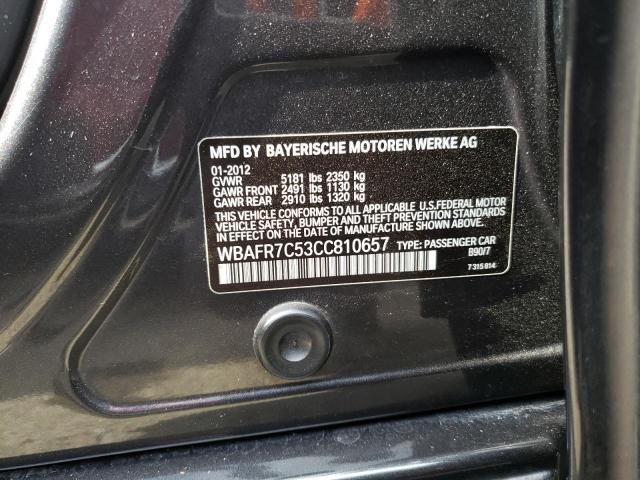 MFD BY BAYERISCHE MOTOREN WERKE AG
01-2012
GVWR 5181 lbs 2350 kg
GAWR FRONT 2491 lbs 1130 kg
GAWR REAR 2910 lbs 1320 kg
THIS VEHICLE CONFORMS TO ALL APPLICABLE U.S.FEDERAL MOTOR
VEHICLE SAFETY, BUMPER AND THEFT PREVENTION STANDARDS
IN EFFECT ON THE DATE OF MANUFACTURE SHOWN ABOVE.
WBAFR7C53CC810657 TYPE: PASSENGER CAR
B90/7
7315814